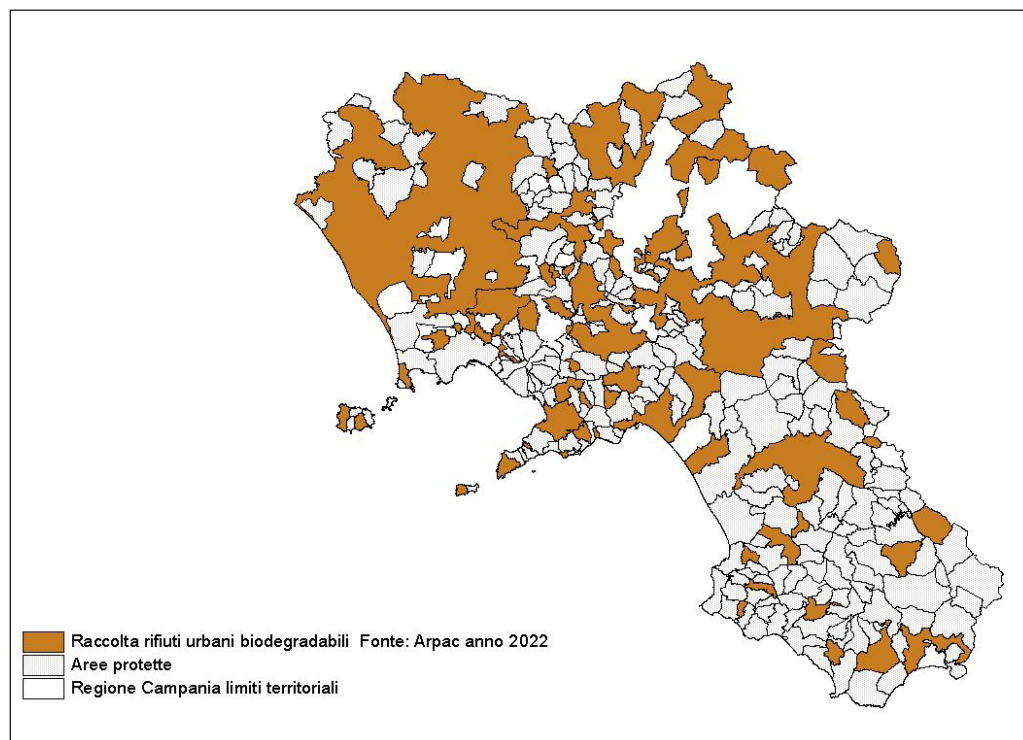 Raccolta rifiuti urbani biodegradabili Fonte: Arpac anno 2022
Aree protette
Regione Campania limiti territoriali